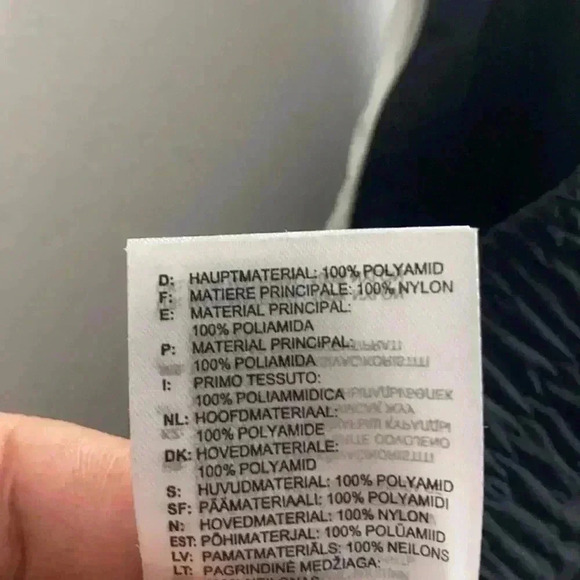 D: HAUPTMATERIAL: 100% POLYAMID
F: MATIERE PRINCIPALE: 100% NYLON
E: MATERIAL PRINCIPAL:
100% POLIAMIDA
P: MATERIAL PRINCIPAL:
100% POLIAMIDA
I: PRIMO TESSUTO:
100% POLIAMMIDICA
NL: HOOFDMATERIAAL:
100% POLYAMIDE
DK: HOVEDMATERIALE:
100% POLYAMID
S: HUVUDMATERIAL: 100% POLYAMID
SF: PÄÄMATERIAALI: 100% POLYAMIDI
N: HOVEDMATERIAL: 100% NYLON
EST: PÕHIMATERJAL: 100% POLÜAMIID
LV: PAMATMATERIĀLS: 100% NEILONS
LT: PAGRINDINĖ MEDŽIAGA: